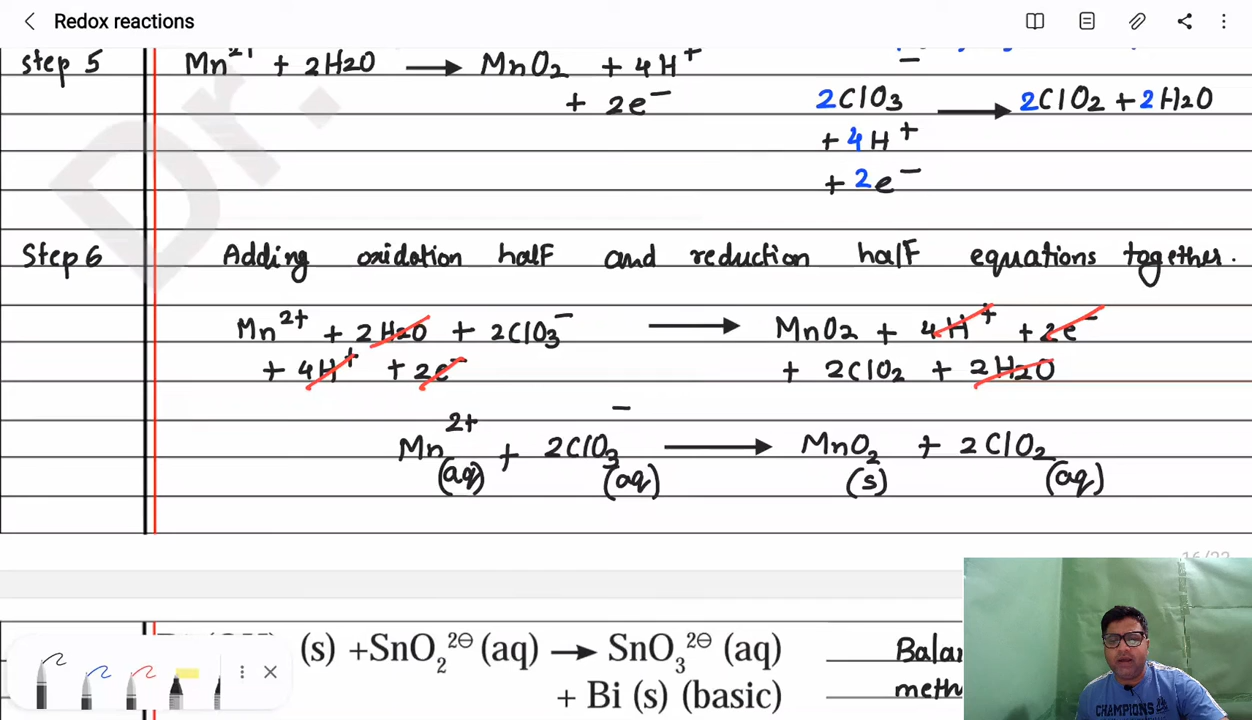 Redox reactions
step 5 Mn²⁺ + 2H2O ⟶ MnO2 + 4H⁺
+ 2e⁻
2ClO3⁻ ⟶ 2ClO2 + 2H2O
+ 4H⁺
+ 2e⁻
Step 6 Adding oxidation half and reduction half equations together.
Mn²⁺ + 2H2O + 2ClO3⁻ ⟶ MnO2 + 4H⁺ + 2e⁻
+ 4H⁺ + 2e⁻ + 2ClO2 + 2H2O
Mn²⁺ + 2ClO3⁻ ⟶ MnO2 + 2ClO2
(aq) (aq) (s) (aq)
(s) +SnO₂²⊖ (aq) ⟶ SnO₃²⊖ (aq)
+ Bi (s) (basic)
Balan
meth
Dr.
CHAMPIONS